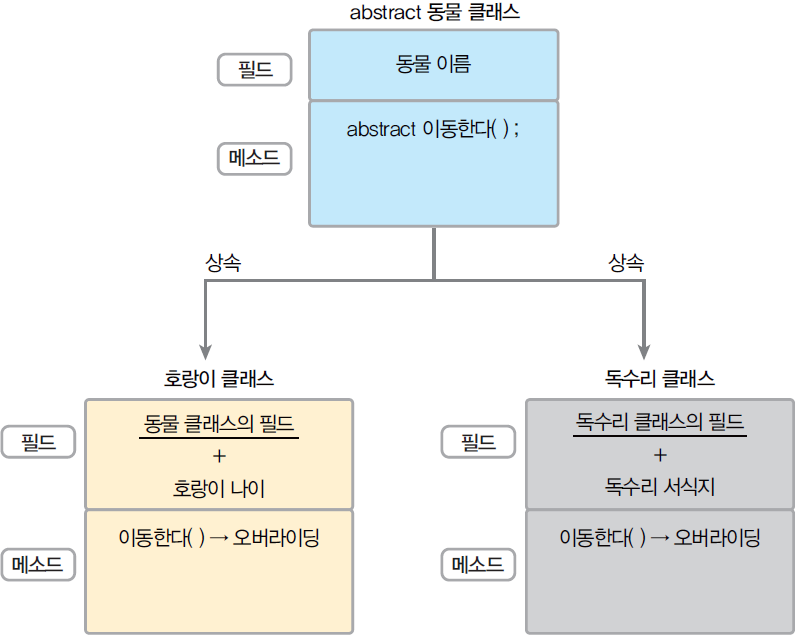 abstract 동물 클래스
필드
동물 이름
메소드
abstract 이동한다( ) ;
상속
상속
호랑이 클래스
필드
동물 클래스의 필드
+
호랑이 나이
메소드
이동한다( ) → 오버라이딩
독수리 클래스
필드
독수리 클래스의 필드
+
독수리 서식지
메소드
이동한다( ) → 오버라이딩